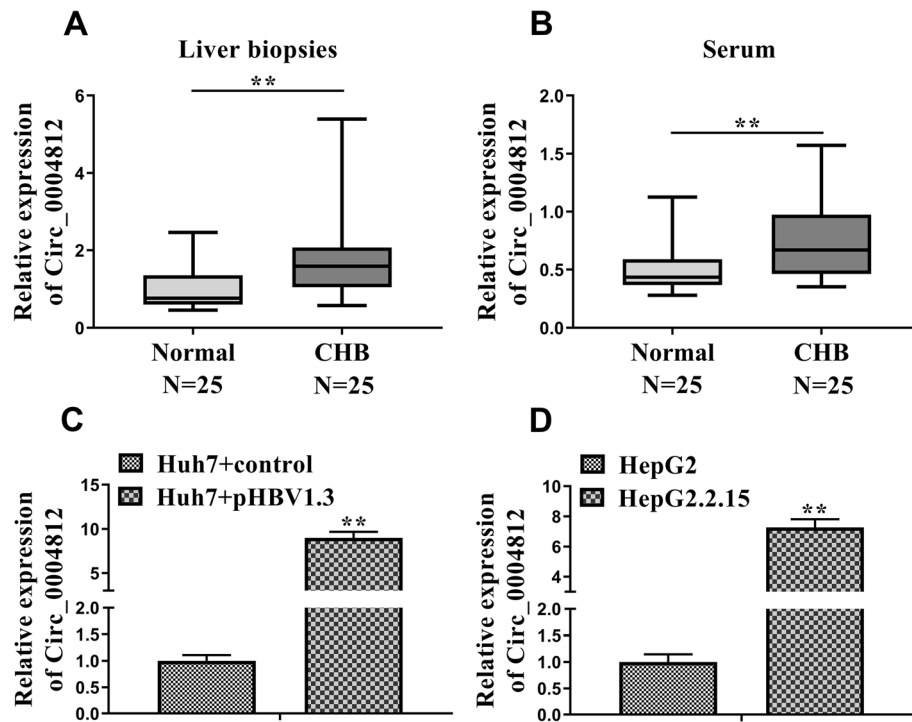 A
Liver biopsies
**
Relative expression
of Circ_0004812
6
4
2
0
Normal
CHB
N=25
N=25
B
Serum
**
Relative expression
of Circ_0004812
2.0
1.5
1.0
0.5
0.0
Normal
CHB
N=25
N=25
C
Huh7+control
Huh7+pHBV1.3
**
Relative expression
of Circ_0004812
15
10
5
2.0
1.5
1.0
0.5
0.0
D
HepG2
HepG2.2.15
**
Relative expression
of Circ_0004812
10
8
6
4
2.0
1.5
1.0
0.5
0.0